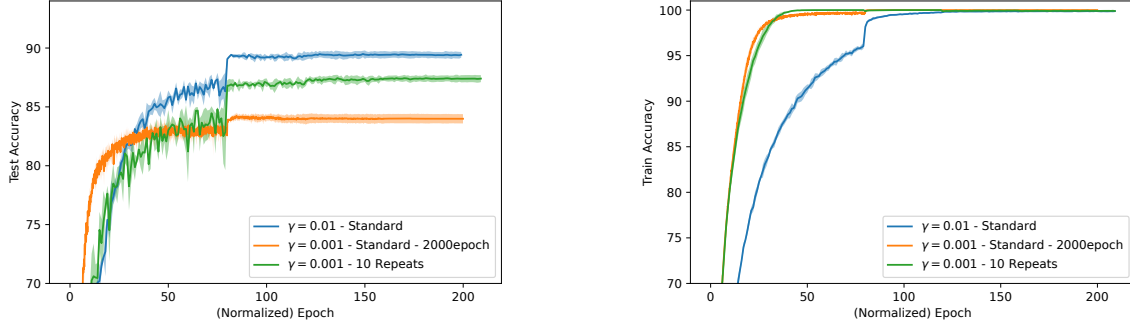 90
85
80
75
70
Test Accuracy
0
50
100
150
200
(Normalized) Epoch
γ = 0.01 - Standard
γ = 0.001 - Standard - 2000epoch
γ = 0.001 - 10 Repeats
100
95
90
85
80
75
70
Train Accuracy
0
50
100
150
200
(Normalized) Epoch
γ = 0.01 - Standard
γ = 0.001 - Standard - 2000epoch
γ = 0.001 - 10 Repeats